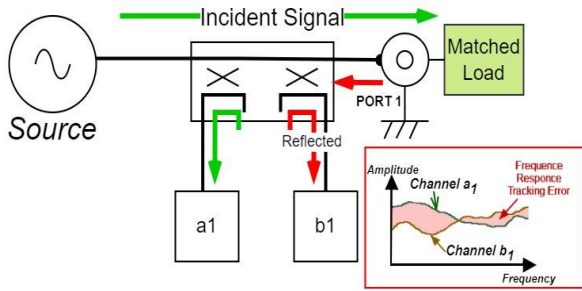 Incident Signal
Source
Matched
Load
PORT 1
Reflected
a1
b1
Amplitude
Channel a1
Frequence
Responce
Tracking Error
Channel b1
Frequency